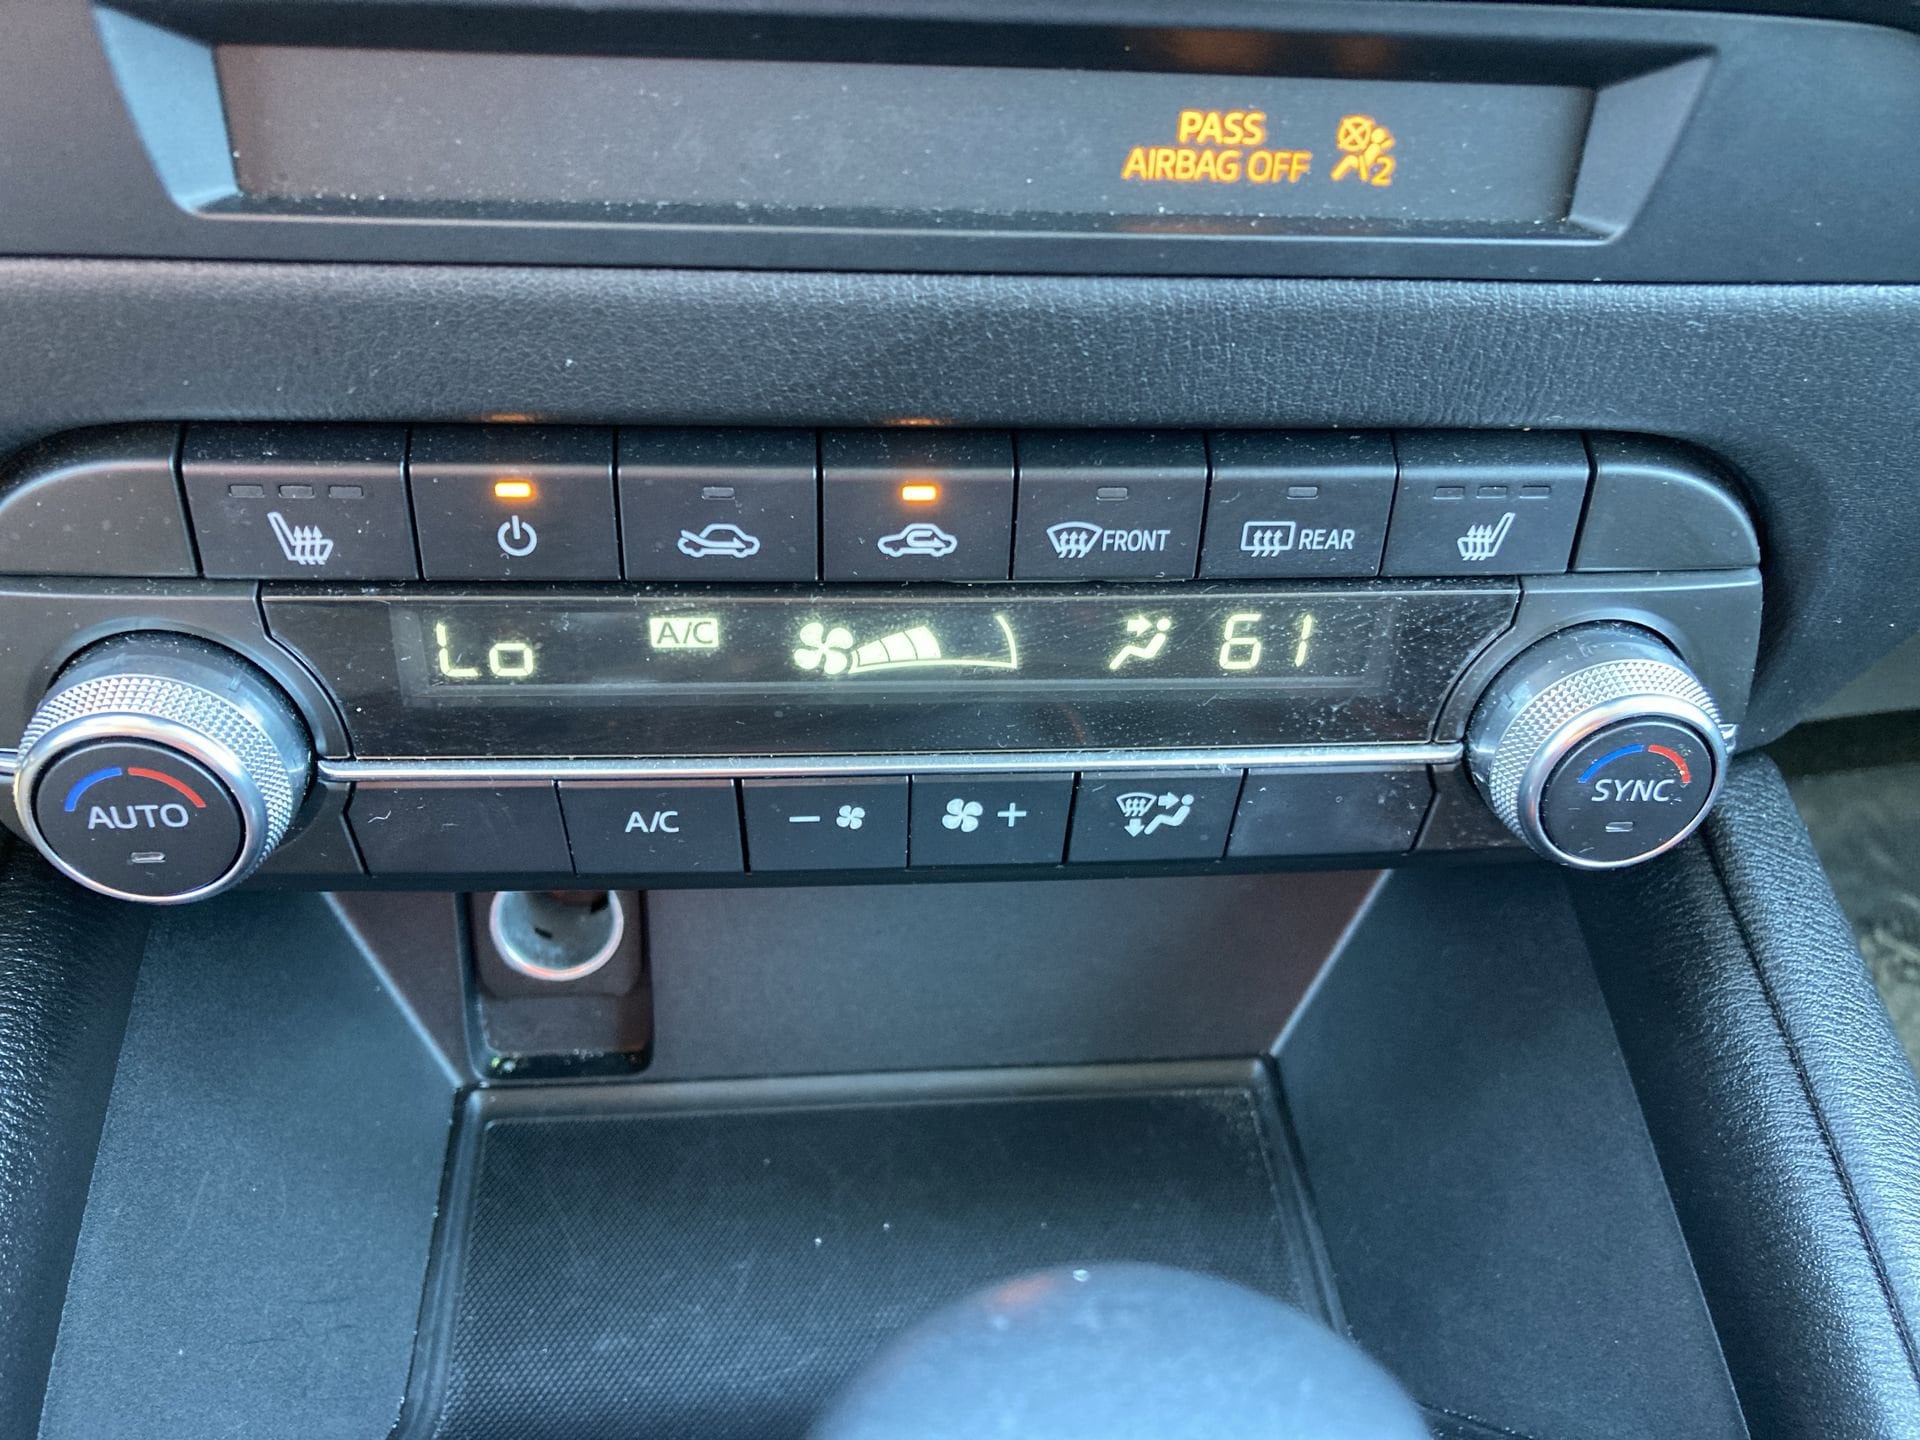 PASS
AIRBAG OFF 2
FRONT
REAR
Lo A/C 61
AUTO
A/C
- +
SYNC